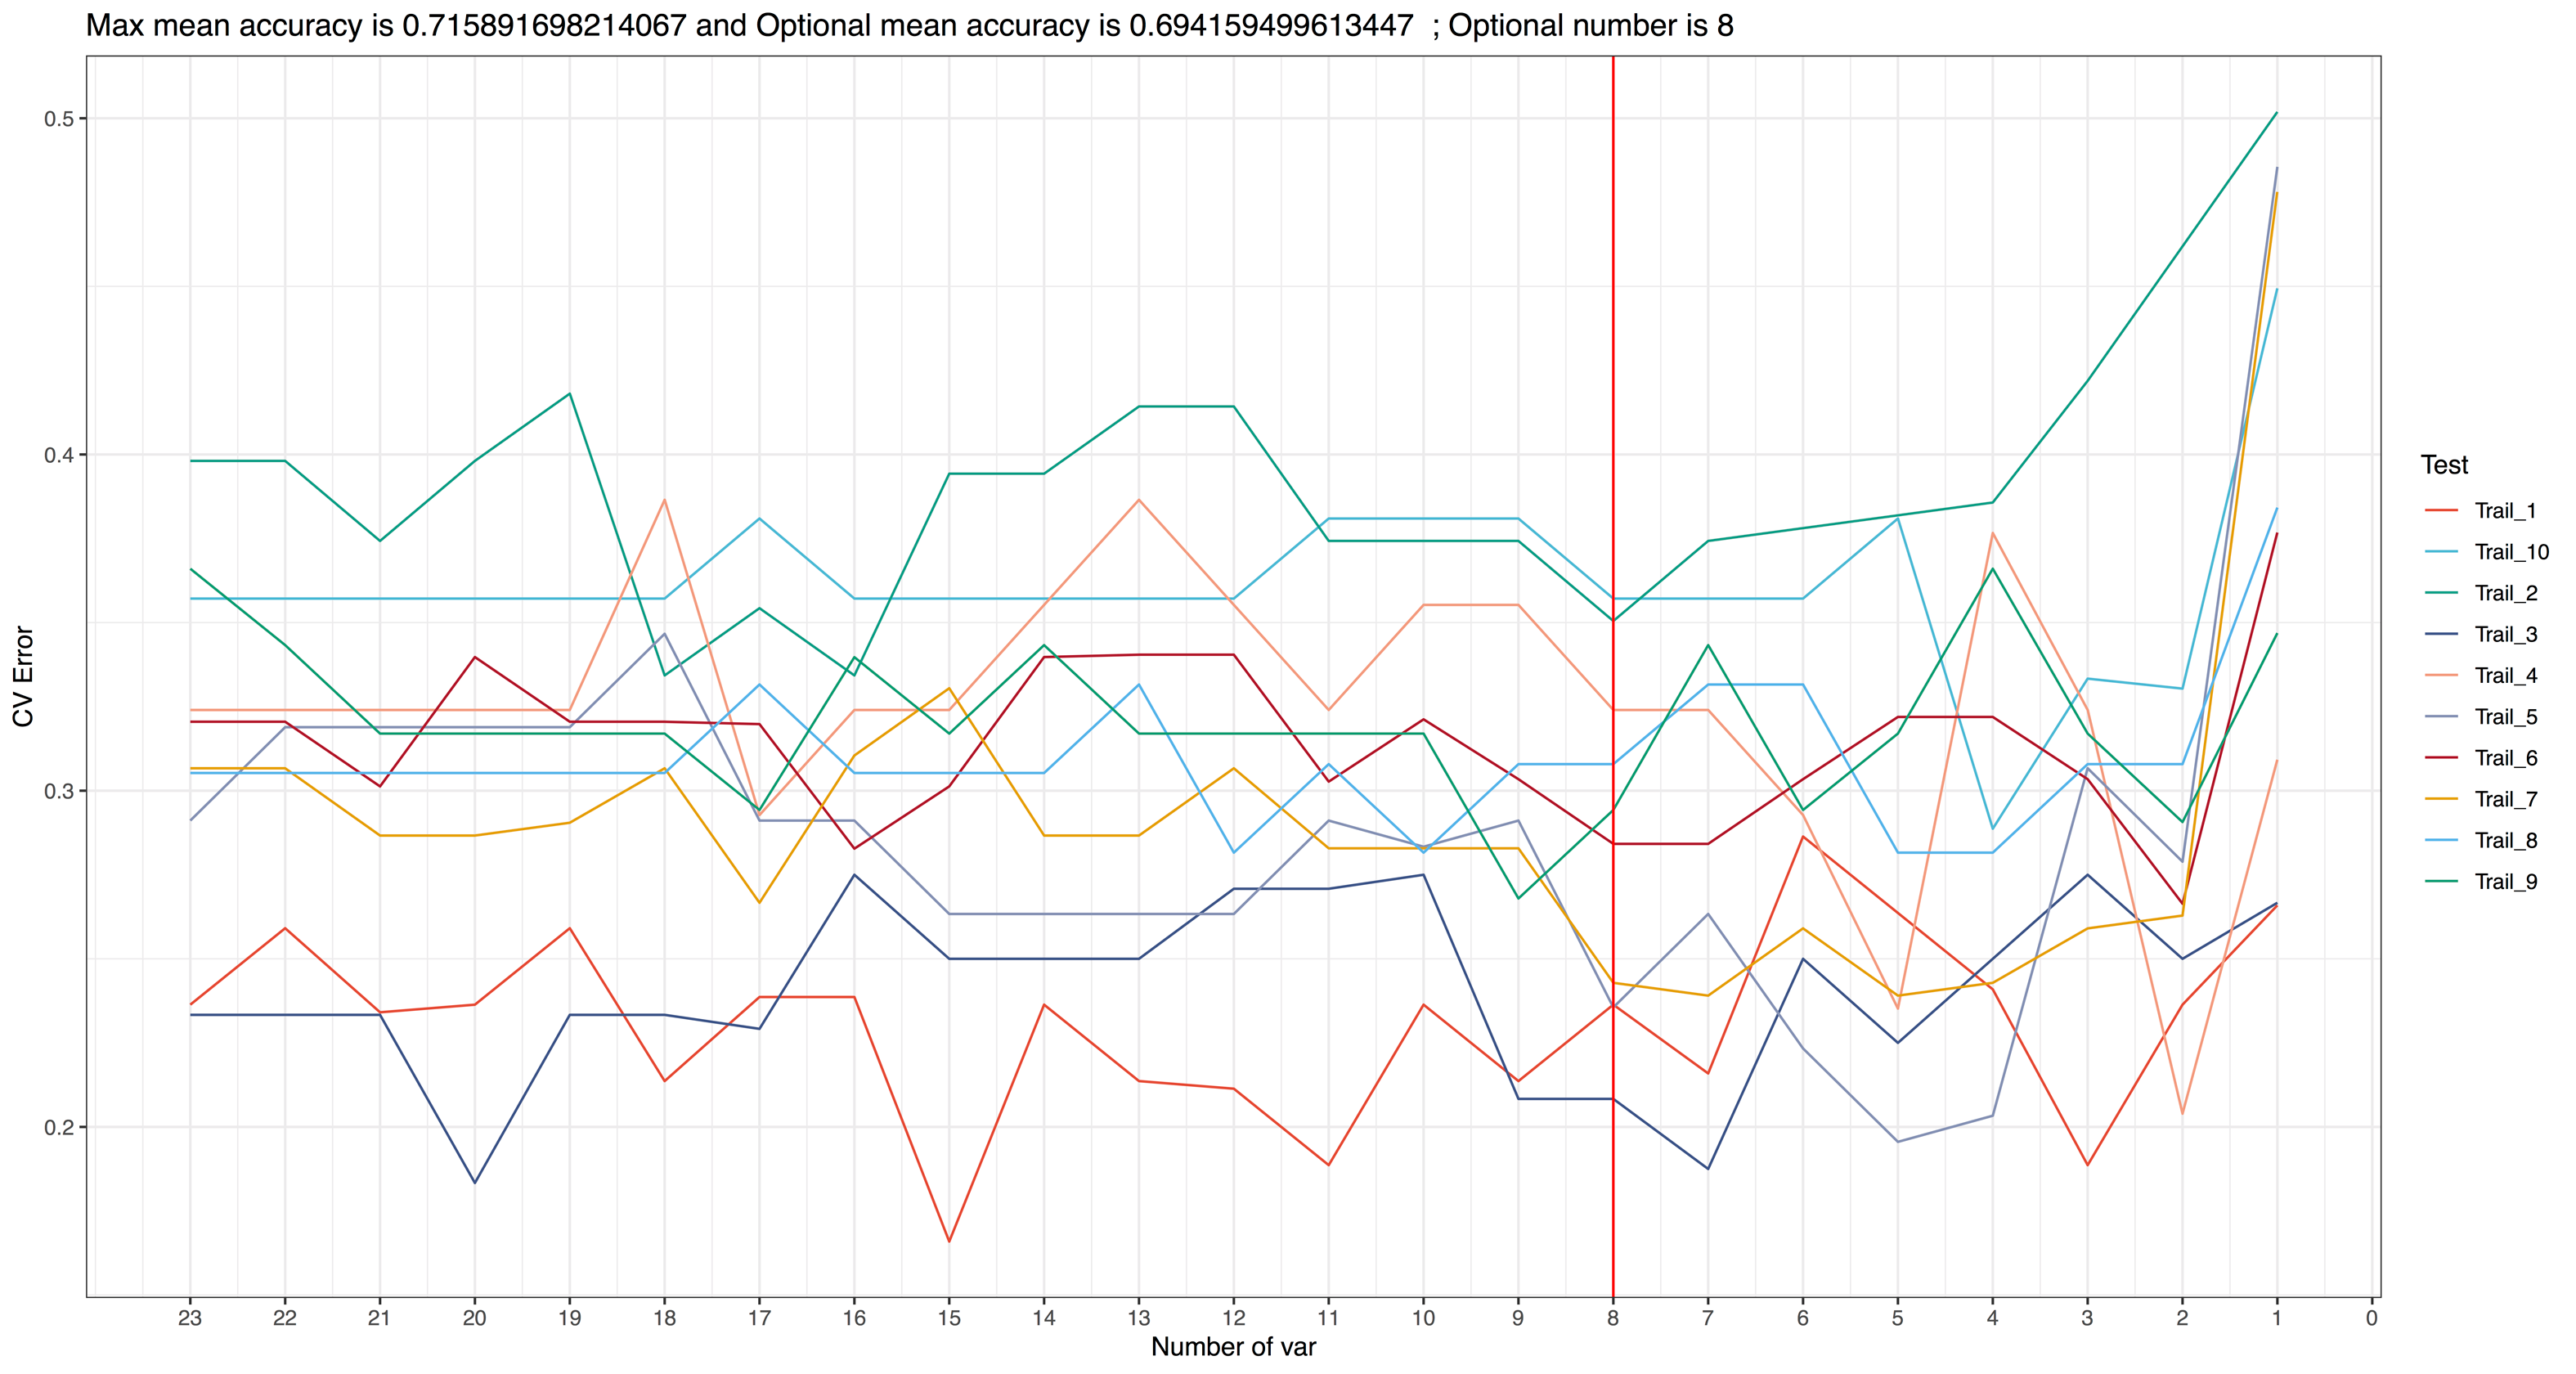 Max mean accuracy is 0.715891698214067 and Optional mean accuracy is 0.694159499613447  ; Optional number is 8
0.5
0.4
0.3
0.2
CV Error
23 22 21 20 19 18 17 16 15 14 13 12 11 10 9 8 7 6 5 4 3 2 1 0
Number of var
Test
Trail_1
Trail_10
Trail_2
Trail_3
Trail_4
Trail_5
Trail_6
Trail_7
Trail_8
Trail_9